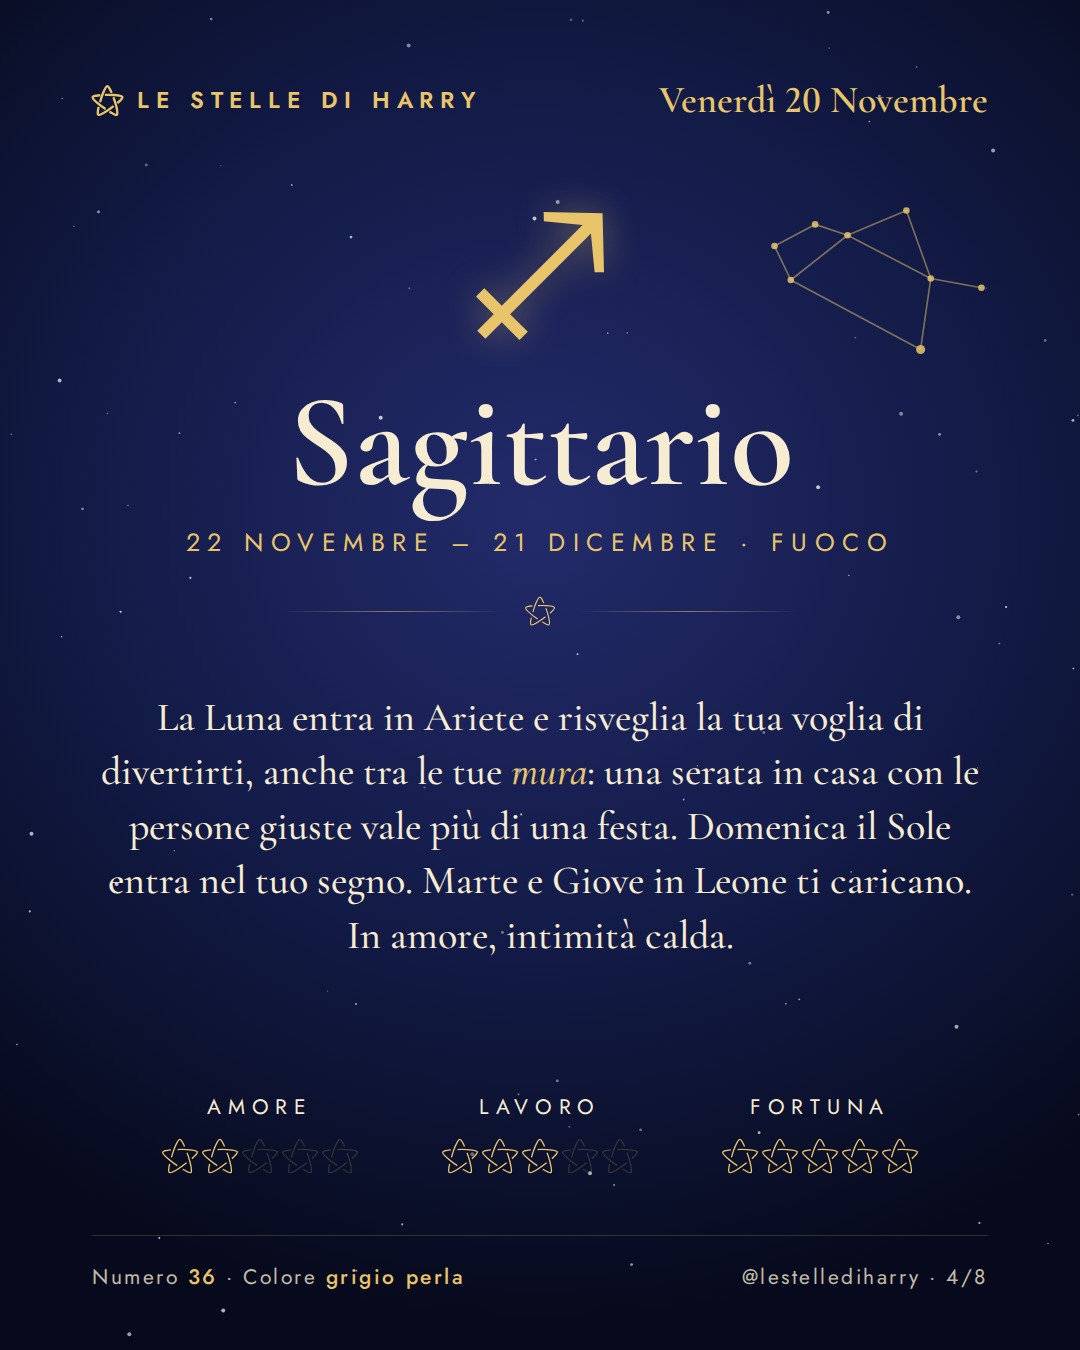 LE STELLE DI HARRY
Venerdì 20 Novembre
Sagittario
22 NOVEMBRE – 21 DICEMBRE · FUOCO
La Luna entra in Ariete e risveglia la tua voglia di
divertirti, anche tra le tue mura: una serata in casa con le
persone giuste vale più di una festa. Domenica il Sole
entra nel tuo segno. Marte e Giove in Leone ti caricano.
In amore, intimità calda.
AMORE
LAVORO
FORTUNA
Numero 36 · Colore grigio perla
@lestellediharry · 4/8